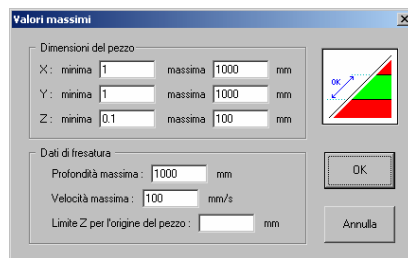 Valori massimi
Dimensioni del pezzo
X: minima 1 massima 1000 mm
Y: minima 1 massima 1000 mm
Z: minima 0.1 massima 100 mm
OK
Dati di fresatura
Profondità massima: 1000 mm
Velocità massima: 100 mm/s
Limite Z per l'origine del pezzo: mm
OK
Annulla